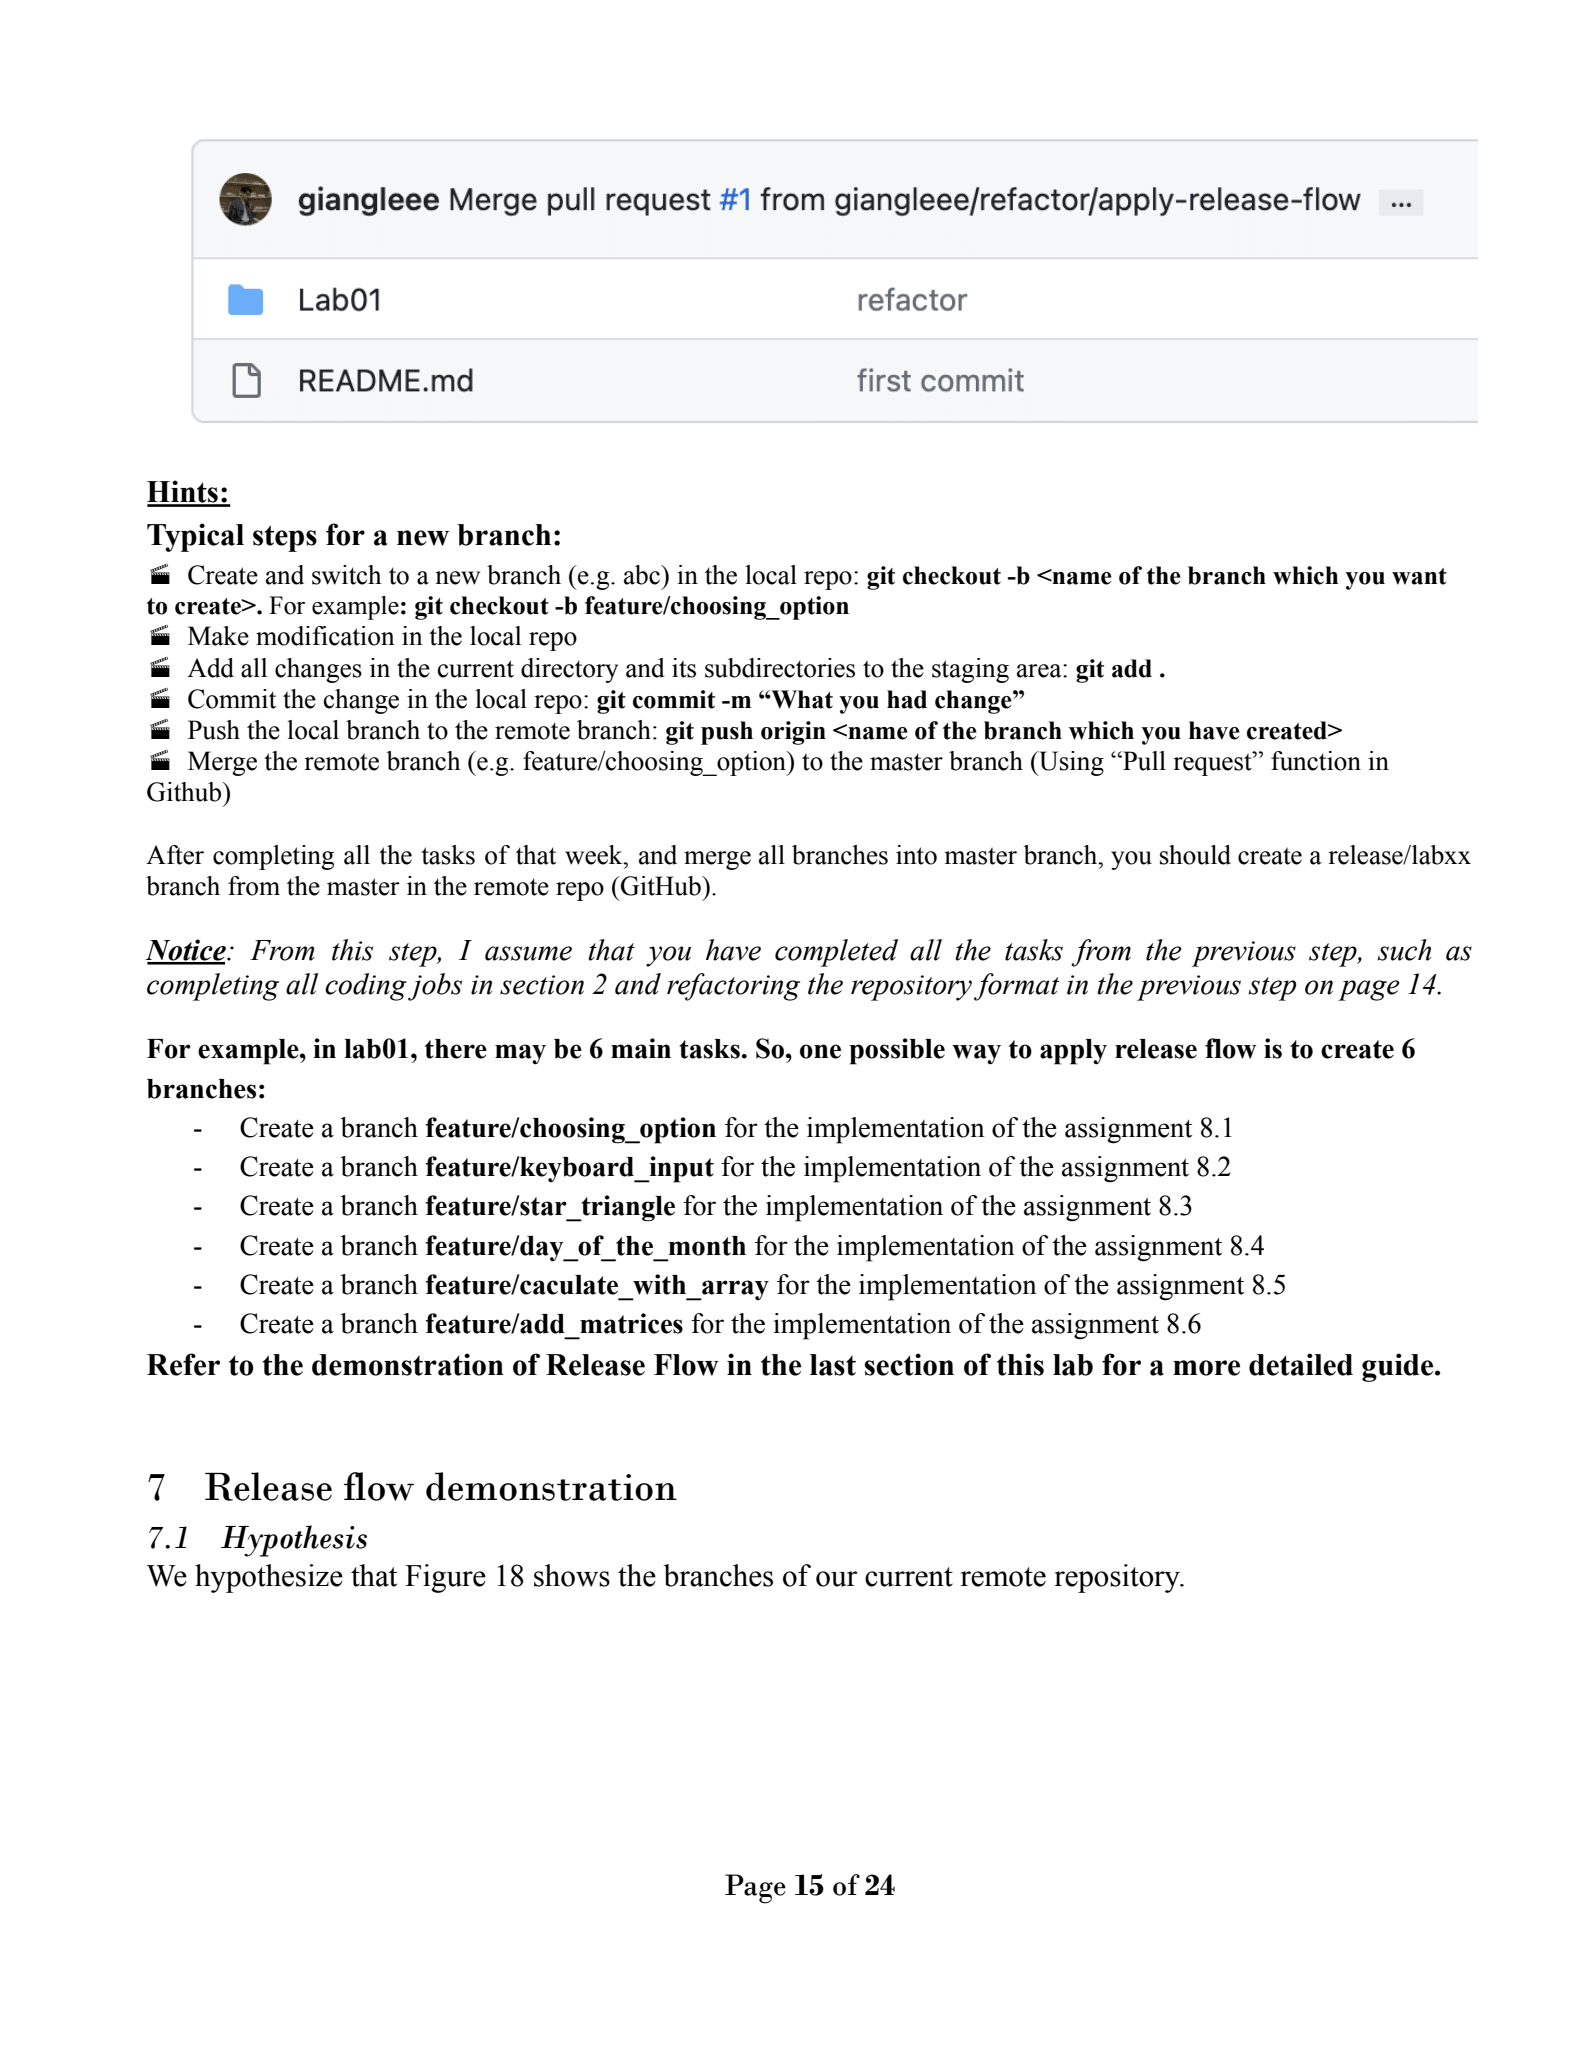 giangleee Merge pull request #1 from giangleee/refactor/apply-release-flow ...
Lab01 refactor
README.md first commit
Hints:
Typical steps for a new branch:
Create and switch to a new branch (e.g. abc) in the local repo: git checkout -b <name of the branch which you want
to create>. For example: git checkout -b feature/choosing_option
Make modification in the local repo
Add all changes in the current directory and its subdirectories to the staging area: git add .
Commit the change in the local repo: git commit -m “What you had change”
Push the local branch to the remote branch: git push origin <name of the branch which you have created>
Merge the remote branch (e.g. feature/choosing_option) to the master branch (Using “Pull request” function in
Github)
After completing all the tasks of that week, and merge all branches into master branch, you should create a release/labxx
branch from the master in the remote repo (GitHub).
Notice: From this step, I assume that you have completed all the tasks from the previous step, such as
completing all coding jobs in section 2 and refactoring the repository format in the previous step on page 14.
For example, in lab01, there may be 6 main tasks. So, one possible way to apply release flow is to create 6
branches:
- Create a branch feature/choosing_option for the implementation of the assignment 8.1
- Create a branch feature/keyboard_input for the implementation of the assignment 8.2
- Create a branch feature/star_triangle for the implementation of the assignment 8.3
- Create a branch feature/day_of_the_month for the implementation of the assignment 8.4
- Create a branch feature/caculate_with_array for the implementation of the assignment 8.5
- Create a branch feature/add_matrices for the implementation of the assignment 8.6
Refer to the demonstration of Release Flow in the last section of this lab for a more detailed guide.
7 Release flow demonstration
7.1 Hypothesis
We hypothesize that Figure 18 shows the branches of our current remote repository.
Page 15 of 24